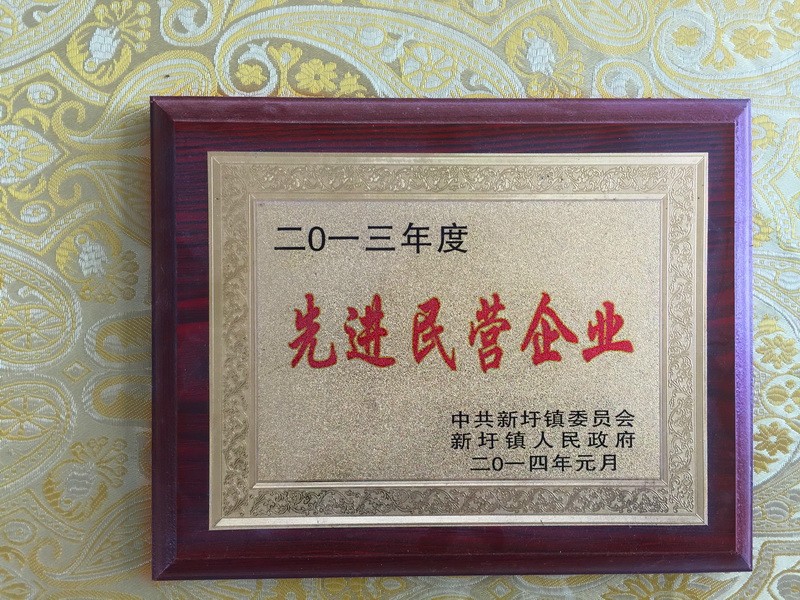 二0一三年度
先进民营企业
中共新圩镇委员会
新圩镇人民政府
二0一四年元月